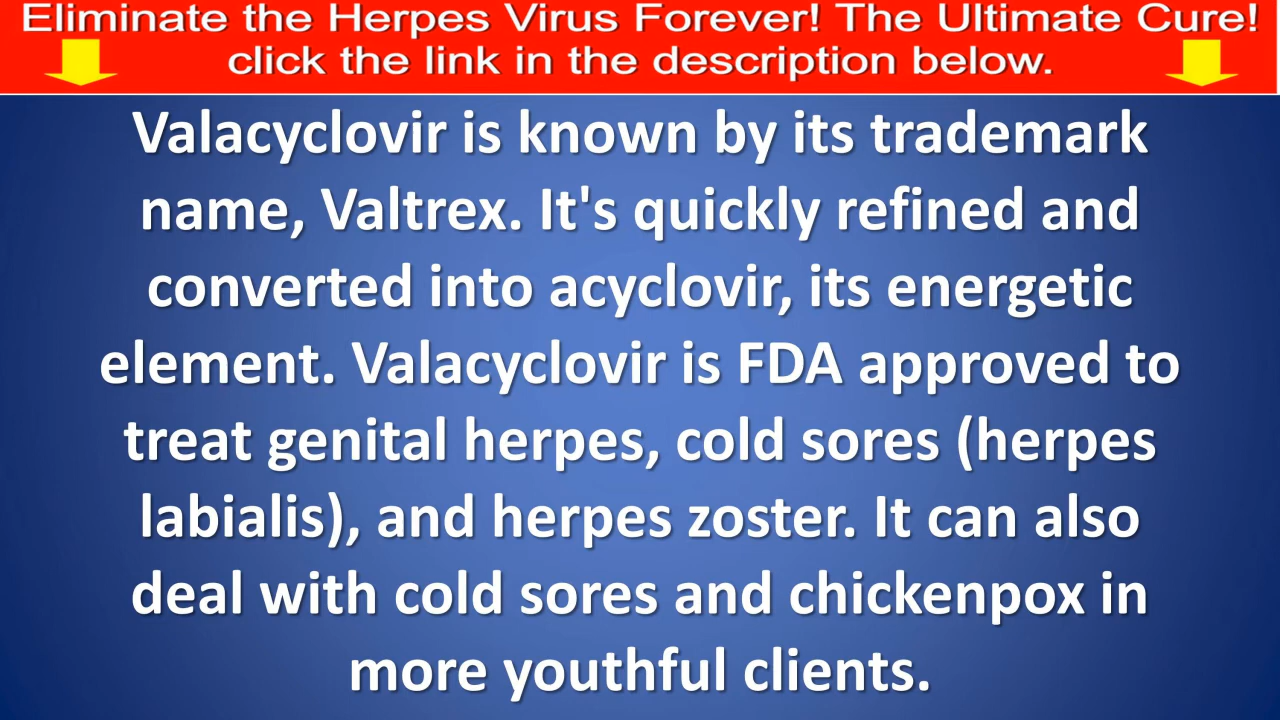 Eliminate the Herpes Virus Forever! The Ultimate Cure!
click the link in the description below.
Valacyclovir is known by its trademark
name, Valtrex. It's quickly refined and
converted into acyclovir, its energetic
element. Valacyclovir is FDA approved to
treat genital herpes, cold sores (herpes
labialis), and herpes zoster. It can also
deal with cold sores and chickenpox in
more youthful clients.